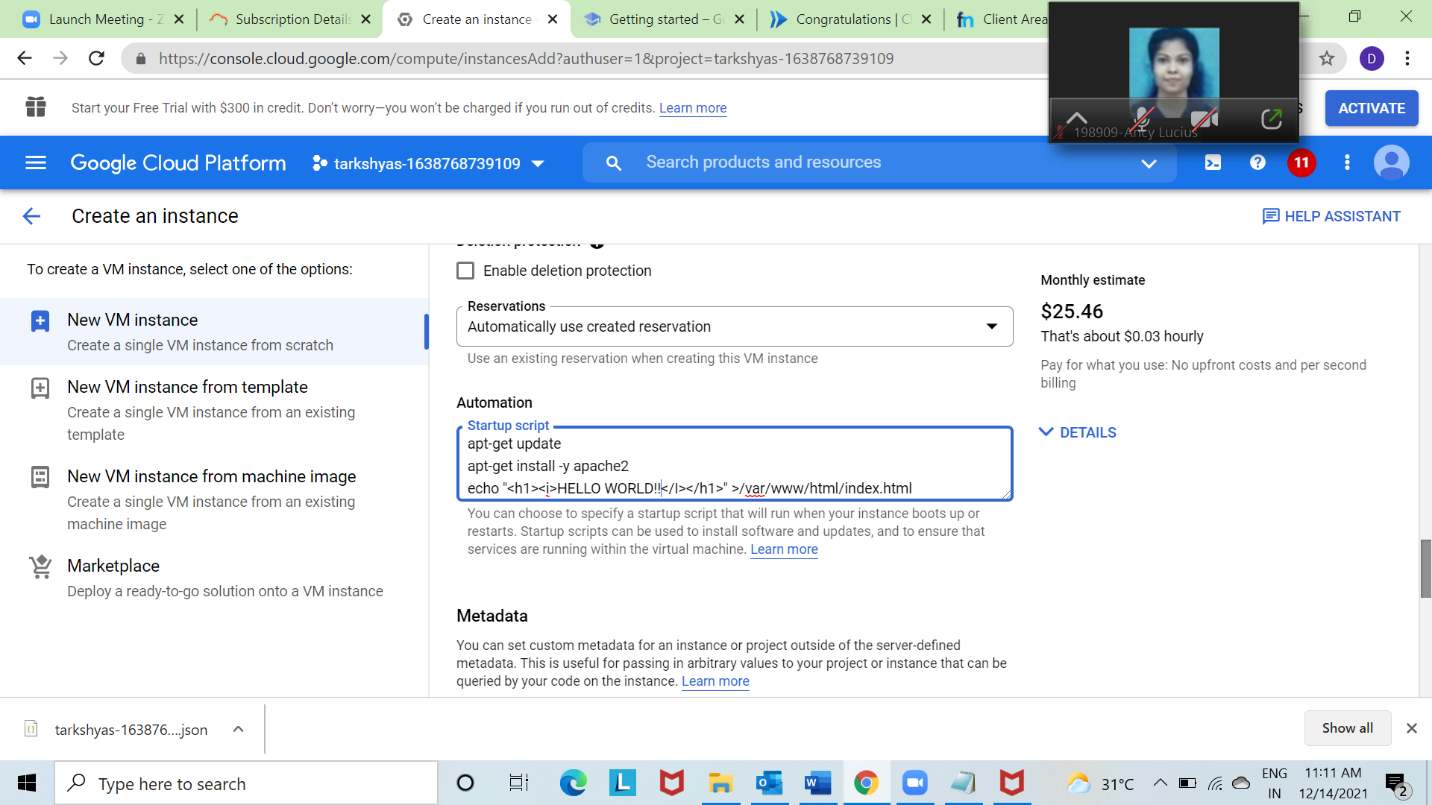 Launch Meeting - Z
Subscription Details
Create an instance -
Getting started – G
Congratulations | C
Client Area
https://console.cloud.google.com/compute/instancesAdd?authuser=1&project=tarkshyas-1638768739109
D
Start your Free Trial with $300 in credit. Don't worry—you won't be charged if you run out of credits. Learn more
S
ACTIVATE
198909-Ancy Lucius
Google Cloud Platform
tarkshyas-1638768739109
Search products and resources
11
Create an instance
HELP ASSISTANT
To create a VM instance, select one of the options:
New VM instance
Create a single VM instance from scratch
New VM instance from template
Create a single VM instance from an existing
template
New VM instance from machine image
Create a single VM instance from an existing
machine image
Marketplace
Deploy a ready-to-go solution onto a VM instance
Deletion protection
Enable deletion protection
Reservations
Automatically use created reservation
Use an existing reservation when creating this VM instance
Automation
Startup script
apt-get update
apt-get install -y apache2
echo "<h1><i>HELLO WORLD!!</I></h1>" >/var/www/html/index.html
You can choose to specify a startup script that will run when your instance boots up or
restarts. Startup scripts can be used to install software and updates, and to ensure that
services are running within the virtual machine. Learn more
Metadata
You can set custom metadata for an instance or project outside of the server-defined
metadata. This is useful for passing in arbitrary values to your project or instance that can be
queried by your code on the instance. Learn more
Monthly estimate
$25.46
That's about $0.03 hourly
Pay for what you use: No upfront costs and per second
billing
DETAILS
tarkshyas-163876....json
Show all
Type here to search
31°C
ENG
IN
11:11 AM
12/14/2021
2